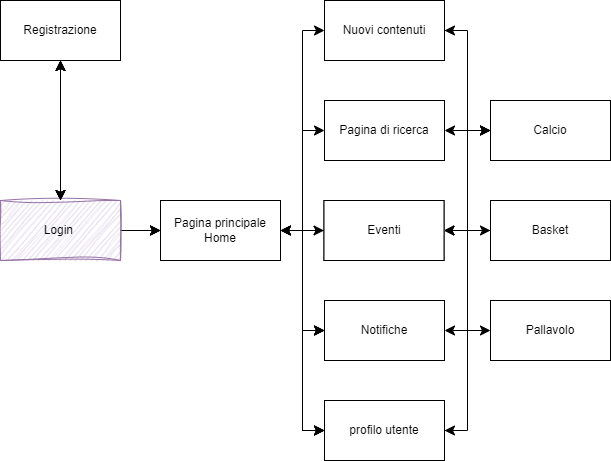 Registrazione
Login
Pagina principale
Home
Nuovi contenuti
Pagina di ricerca
Eventi
Notifiche
profilo utente
Calcio
Basket
Pallavolo